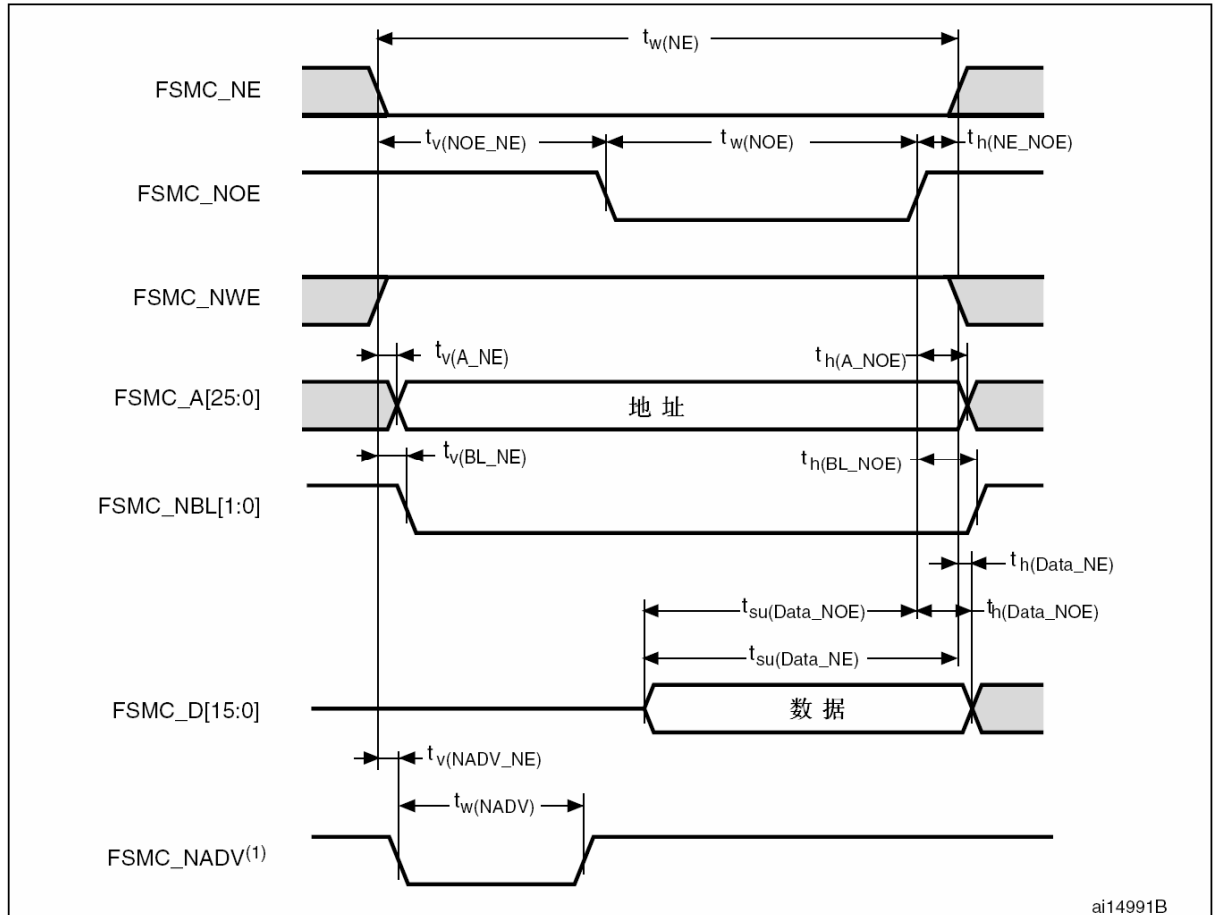 tw(NE)
FSMC_NE
tv(NOE_NE)
tw(NOE)
th(NE_NOE)
FSMC_NOE
FSMC_NWE
tv(A_NE)
th(A_NOE)
FSMC_A[25:0]
地 址
tv(BL_NE)
th(BL_NOE)
FSMC_NBL[1:0]
th(Data_NE)
tsu(Data_NOE)
th(Data_NOE)
tsu(Data_NE)
FSMC_D[15:0]
数 据
tv(NADV_NE)
tw(NADV)
FSMC_NADV(1)
ai14991B